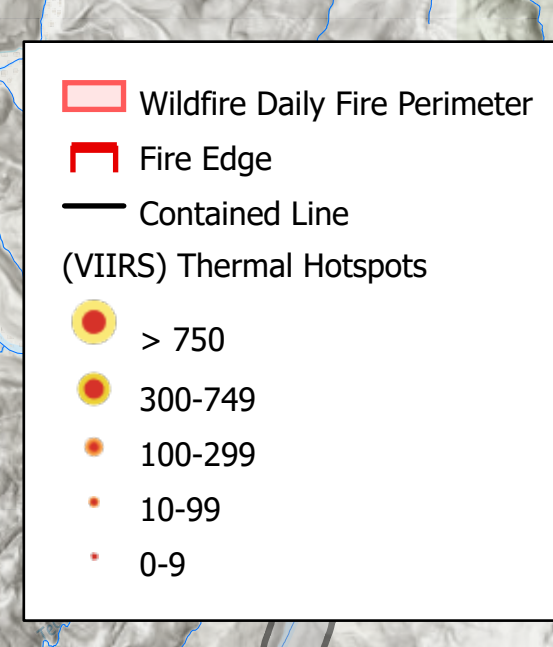 Wildfire Daily Fire Perimeter
Fire Edge
Contained Line
(VIIRS) Thermal Hotspots
> 750
300-749
100-299
10-99
0-9